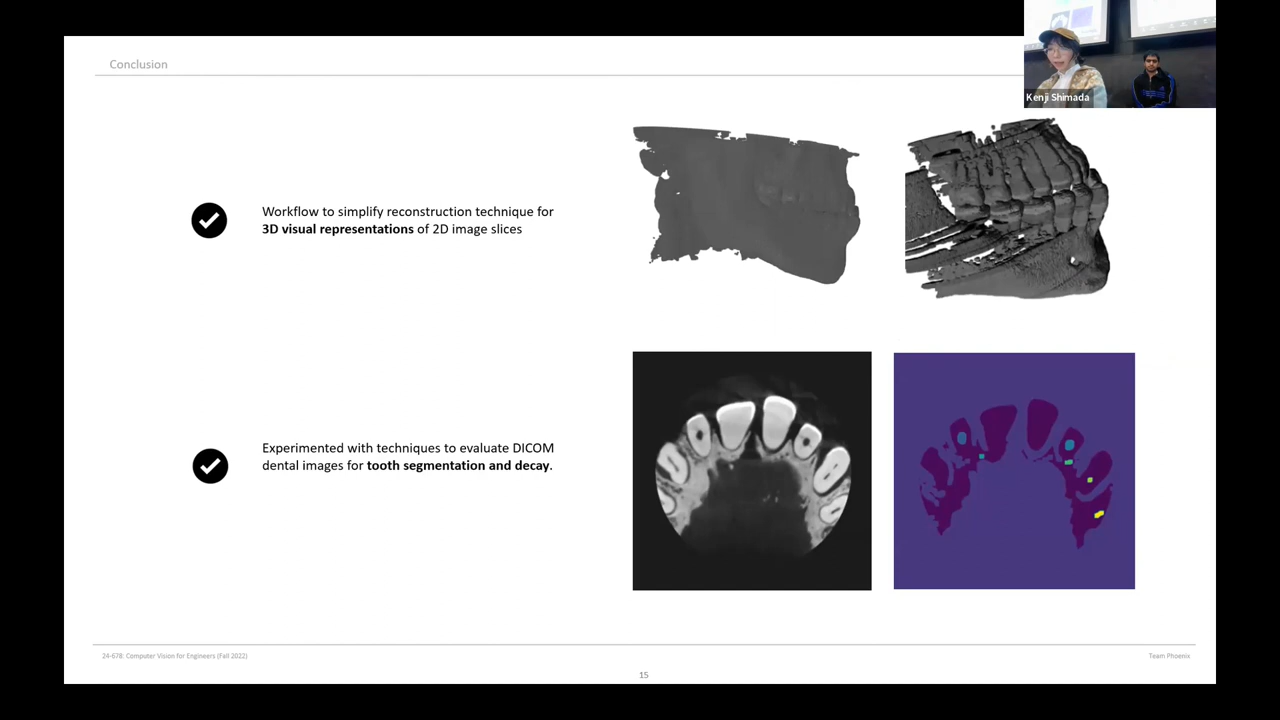 Conclusion
Kenji Shimada
Workflow to simplify reconstruction technique for
3D visual representations of 2D image slices
Experimented with techniques to evaluate DICOM
dental images for tooth segmentation and decay.
24-678: Computer Vision for Engineers (Fall 2022)
Team Phoenix
15